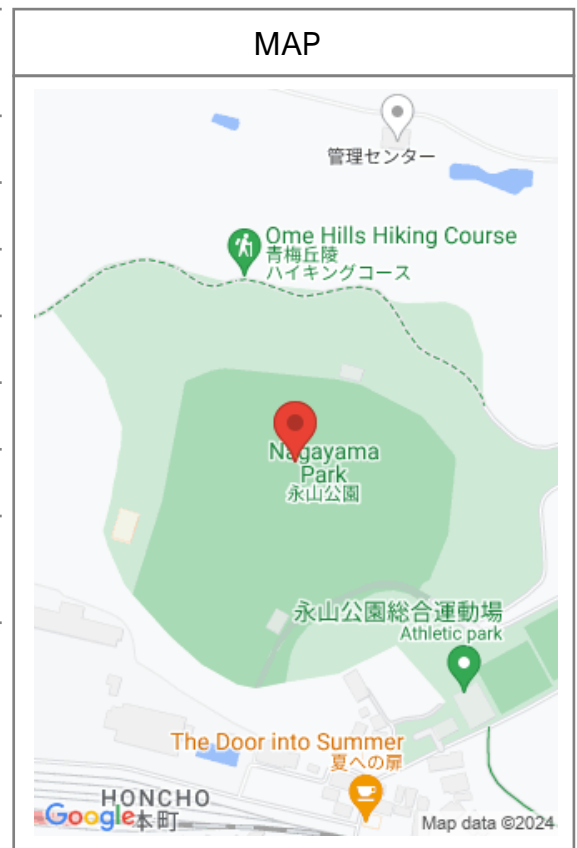 MAP
管理センター
Ome Hills Hiking Course
青梅丘陵
ハイキングコース
Nagayama
Park
永山公園
永山公園総合運動場
Athletic park
The Door into Summer
夏への扉
HONCHO
本町
Google
Map data ©2024